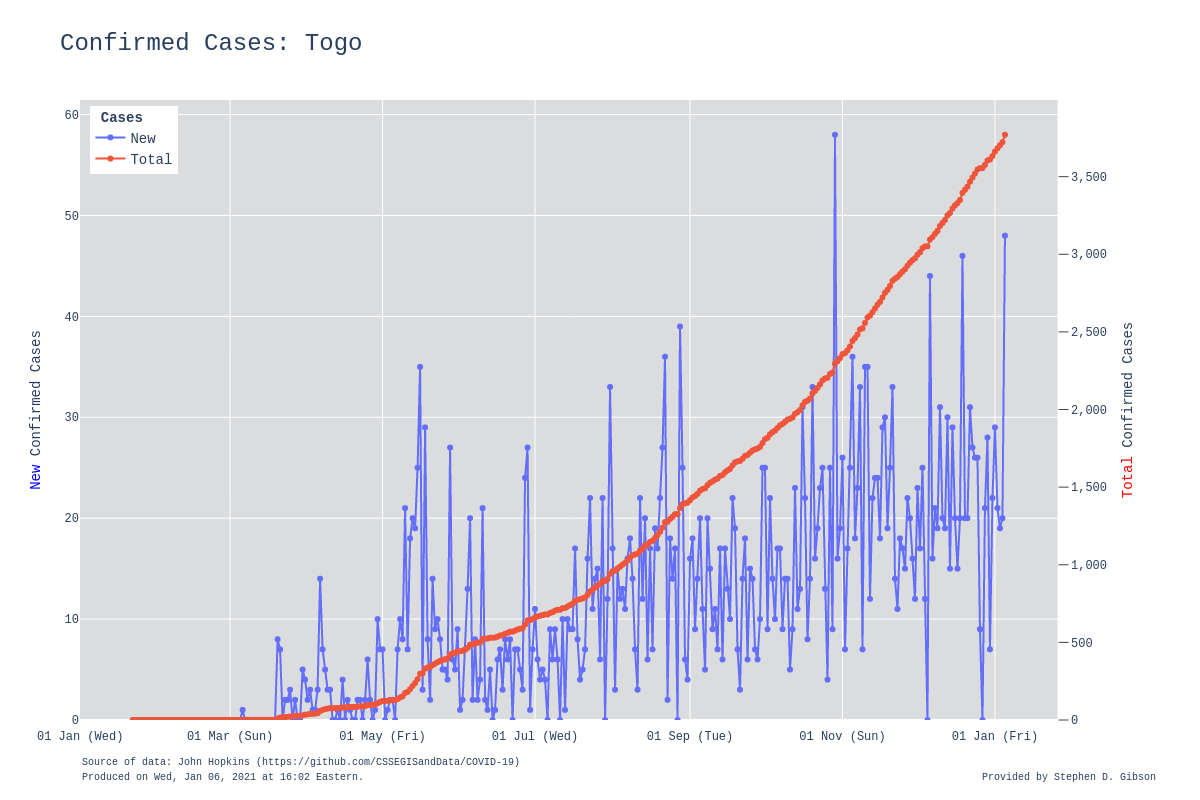 Confirmed Cases: Togo
Cases
New
Total
60
50
40
30
20
10
0
3,500
3,000
2,500
2,000
1,500
1,000
500
0
New Confirmed Cases
Total Confirmed Cases
01 Jan (Wed) 01 Mar (Sun) 01 May (Fri) 01 Jul (Wed) 01 Sep (Tue) 01 Nov (Sun) 01 Jan (Fri)
Source of data: John Hopkins (https://github.com/CSSEGISandData/COVID-19)
Produced on Wed, Jan 06, 2021 at 16:02 Eastern.
Provided by Stephen D. Gibson